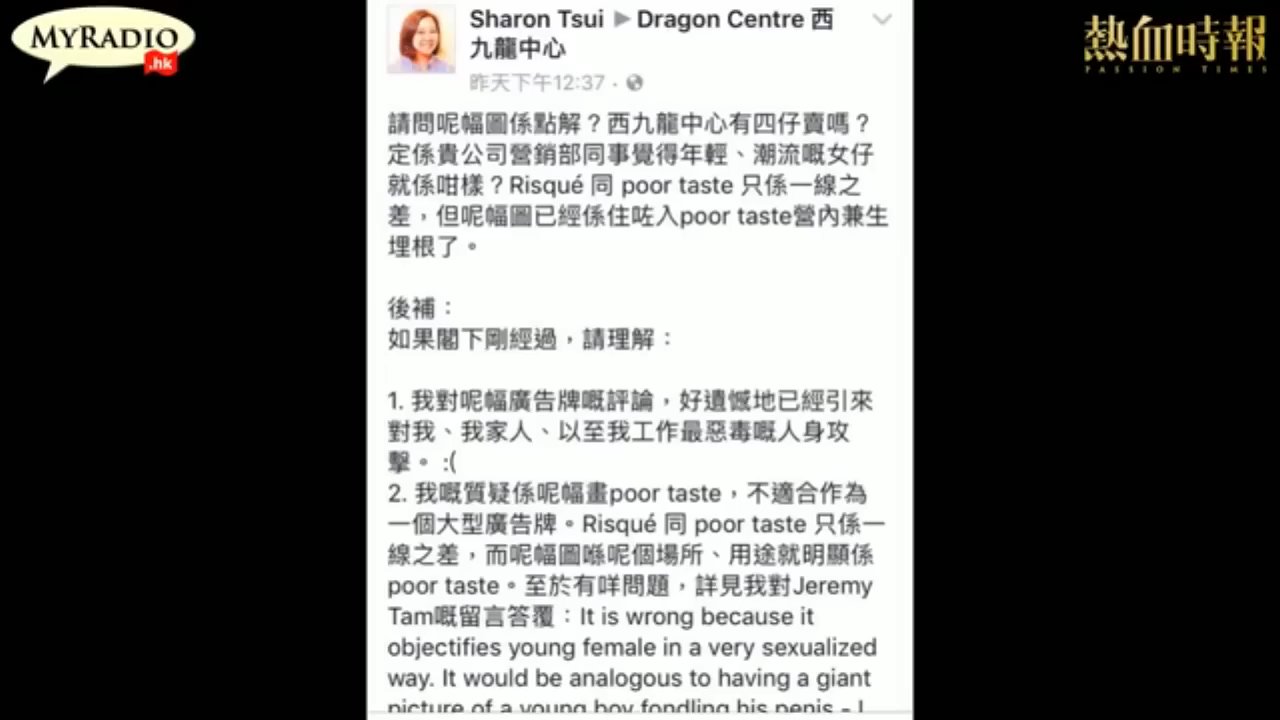 MYRADIO
.hk
熱血時報
PASSION TIMES
Sharon Tsui ▶ Dragon Centre 西
九龍中心
昨天下午12:37 ·
請問呢幅圖係點解？西九龍中心有四仔賣嗎？
定係貴公司營銷部同事覺得年輕、潮流嘅女仔
就係咁樣？Risqué 同 poor taste 只係一線之
差，但呢幅圖已經係住咗入poor taste營內兼生
埋根了。
後補：
如果閣下剛經過，請理解：
1. 我對呢幅廣告牌嘅評論，好遺憾地已經引來
對我、我家人、以至我工作最惡毒嘅人身攻
擊。 :(
2. 我嘅質疑係呢幅畫poor taste，不適合作為
一個大型廣告牌。Risqué 同 poor taste 只係一
線之差，而呢幅圖喺呢個場所、用途就明顯係
poor taste。至於有咩問題，詳見我對Jeremy
Tam嘅留言答覆：It is wrong because it
objectifies young female in a very sexualized
way. It would be analogous to having a giant
picture of a young boy fondling his penis - I